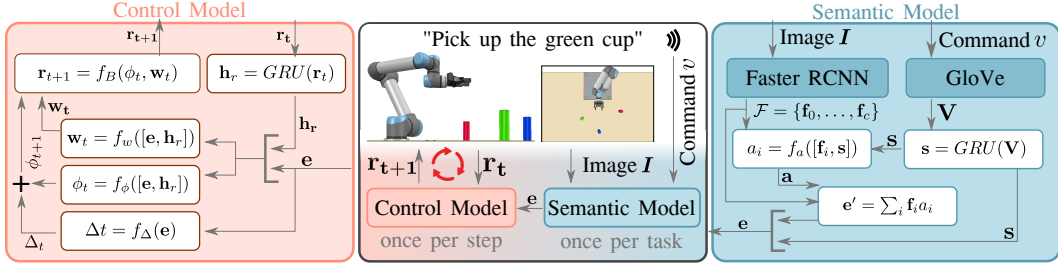 Control Model
r_{t+1}
r_t
r_{t+1} = f_B(ϕ_t, w_t)
h_r = GRU(r_t)
w_t
h_r
w_t = f_w([e, h_r])
ϕ_{t+1}
e
ϕ_t = f_ϕ([e, h_r])
+
Δ_t
Δt = f_Δ(e)
"Pick up the green cup"
Command v
r_{t+1}
r_t
Image I
Control Model
e
Semantic Model
once per step
once per task
Semantic Model
Image I
Command v
Faster RCNN
GloVe
F = {f_0, . . . , f_c}
V
a_i = f_a([f_i, s])
s
s = GRU(V)
a
e′ = ∑_i f_i a_i
e
s